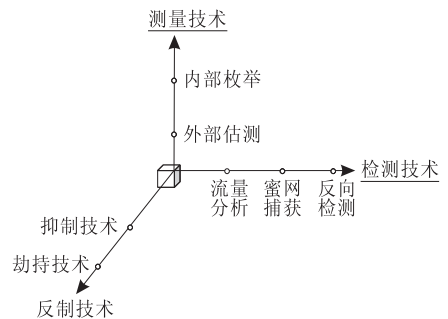 测量技术
内部枚举
外部估测
检测技术
流量
分析
蜜网
捕获
反向
检测
抑制技术
劫持技术
反制技术